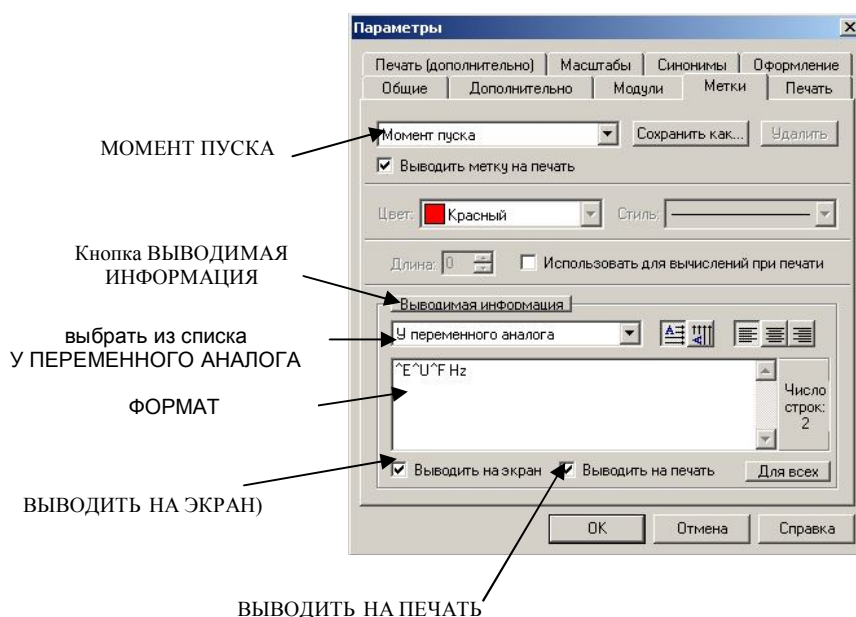 Параметры
Печать (дополнительно) Масштабы Синонимы Оформление
Общие Дополнительно Модули Метки Печать
МОМЕНТ ПУСКА
Момент пуска Сохранить как... Удалить
Выводить метку на печать
Цвет: Красный Стиль:
Кнопка ВЫВОДИМАЯ
ИНФОРМАЦИЯ
Длина: 0 Использовать для вычислений при печати
Выводимая информация
выбрать из списка
У ПЕРЕМЕННОГО АНАЛОГА
У переменного аналога
^E^U^F Hz
ФОРМАТ
Число
строк:
2
Выводить на экран Выводить на печать Для всех
ВЫВОДИТЬ НА ЭКРАН)
OK Отмена Справка
ВЫВОДИТЬ НА ПЕЧАТЬ